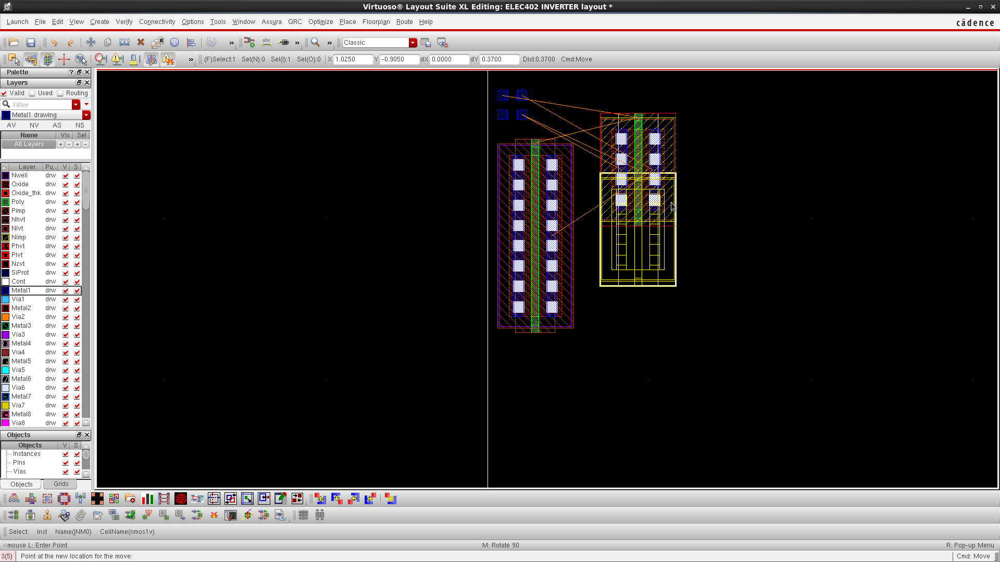 Virtuoso® Layout Suite XL Editing: ELEC402 INVERTER layout *
Launch File Edit View Create Verify Connectivity Options Tools Window Assura QRC Optimize Place Floorplan Route Help
cādence
R abc Classic
(F)Select:1 Sel(N):0 Sel(I):1 Sel(O):0 X 1.0250 Y -0.9050 dX 0.0000 dY 0.3700 Dist:0.3700 Cmd:Move
Palette
Layers
Valid Used Routing
Filter
Metal1 drawing
AV NV AS NS
Name Vis Sel
All Layers + - + -
Layer Pu... V S
Nwell drw
Oxide drw
Oxide_thk drw
Poly drw
Pimp drw
Nhvt drw
Nlvt drw
Nimp drw
Phvt drw
Plvt drw
Nzvt drw
SiProt drw
Cont drw
Metal1 drw
Via1 drw
Metal2 drw
Via2 drw
Metal3 drw
Via3 drw
Metal4 drw
Via4 drw
Metal5 drw
Via5 drw
Metal6 drw
Via6 drw
Metal7 drw
Via7 drw
Metal8 drw
Via8 drw
Objects
Objects V S
Instances
Pins
Vias
Objects Grids
Select: Inst Name(|NM0) CellName(nmos1v)
mouse L: Enter Point M: Rotate 90 R: Pop-up Menu
3(5) Point at the new location for the move: Cmd: Move